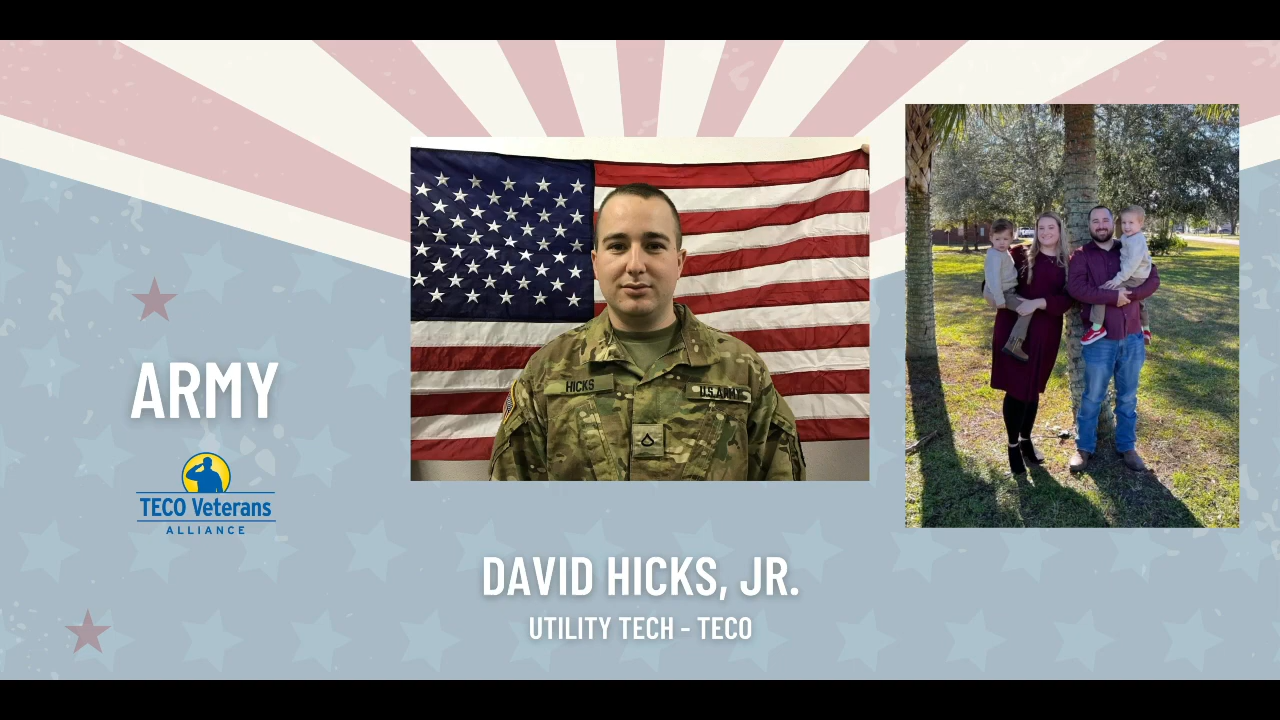 ARMY
TECO Veterans
ALLIANCE
HICKS
U.S. ARMY
DAVID HICKS, JR.
UTILITY TECH - TECO